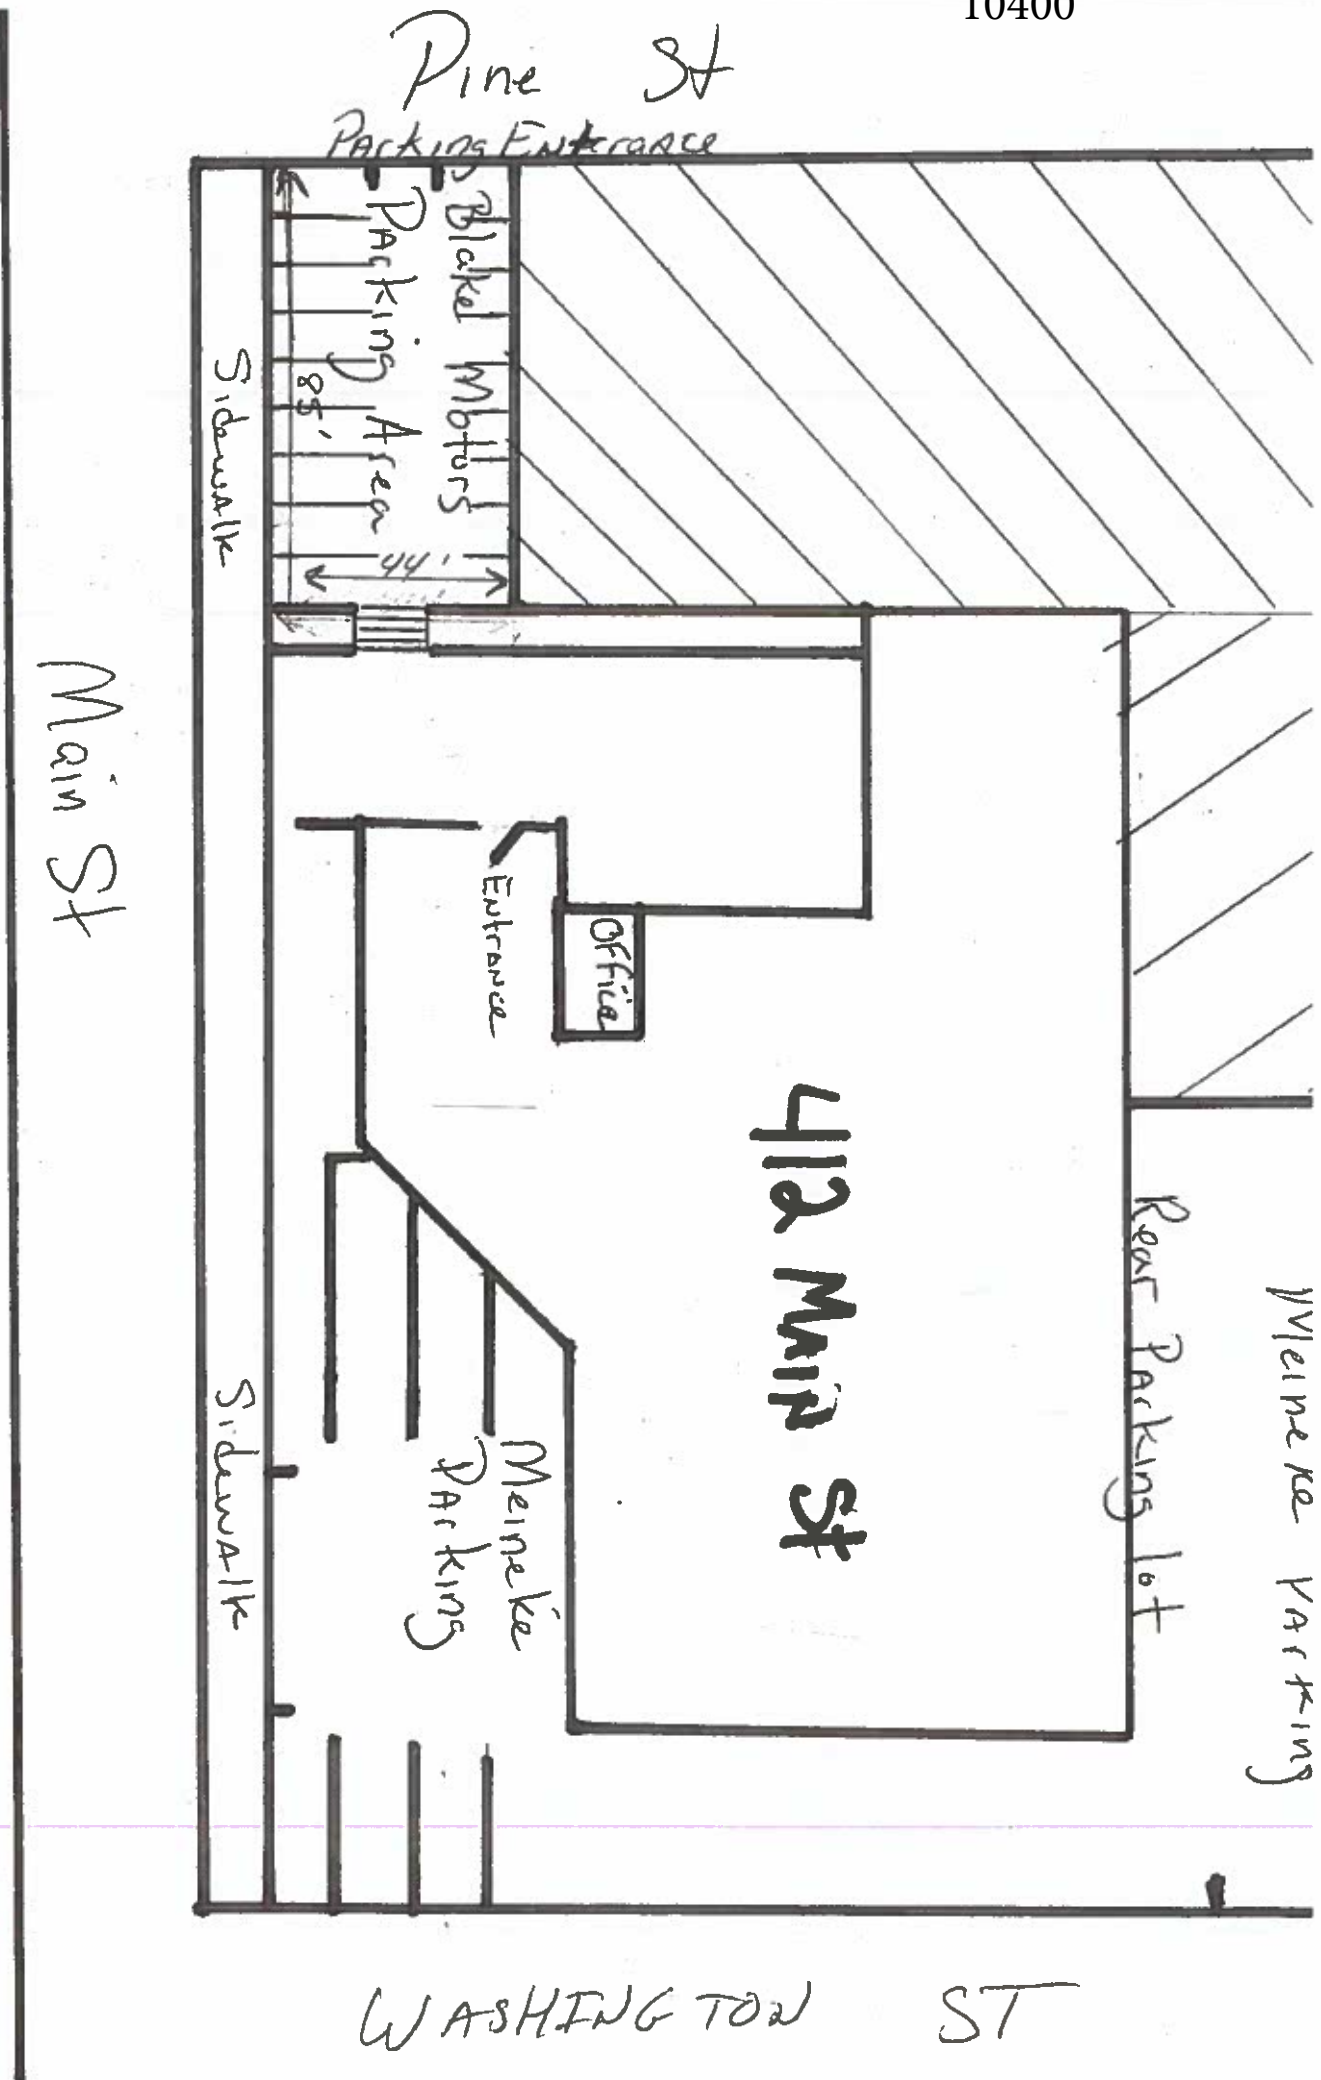 10400
Pine St
Parking Entrance
Blake Motors
Parking Area
85'
44'
Sidewalk
Main St
Entrance
Office
412 Main St
Rear Parking lot
Meineke Parking
Meineke
Parking
Sidewalk
WASHINGTON ST